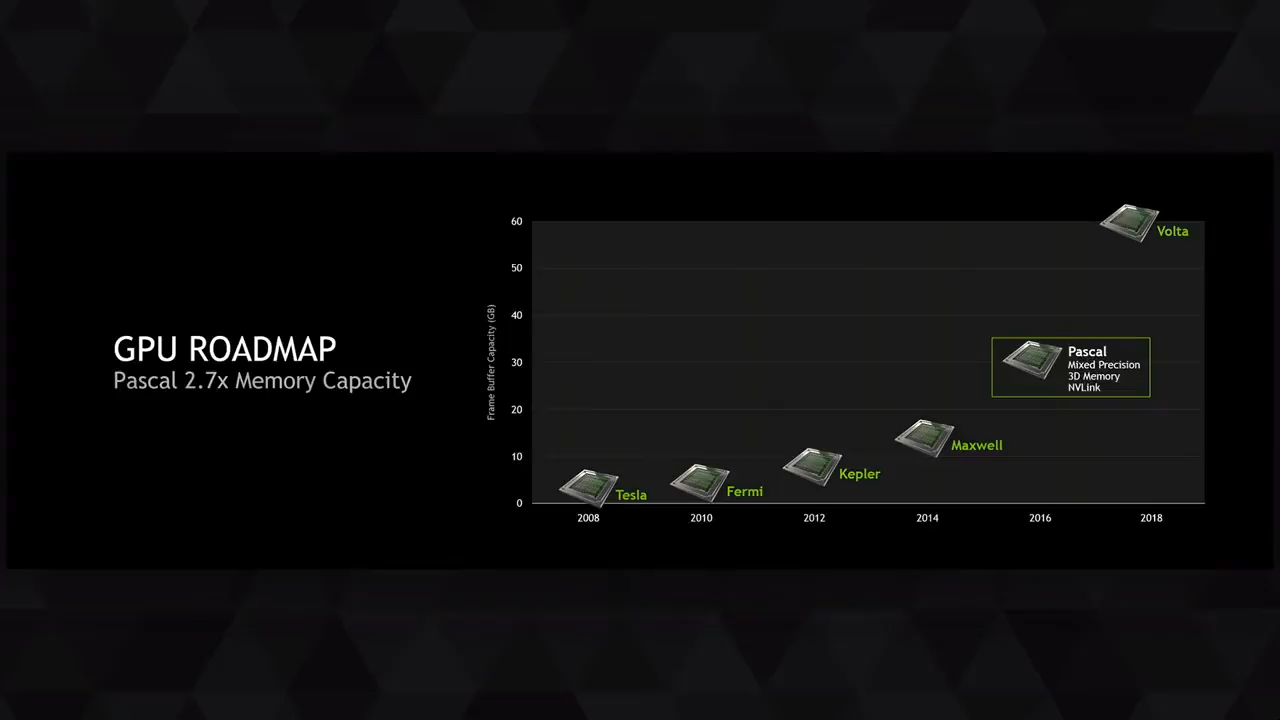 GPU ROADMAP
Pascal 2.7x Memory Capacity
Frame Buffer Capacity (GB)
60
50
40
30
20
10
0
Volta
Pascal
Mixed Precision
3D Memory
NVLink
Maxwell
Kepler
Fermi
Tesla
2008 2010 2012 2014 2016 2018